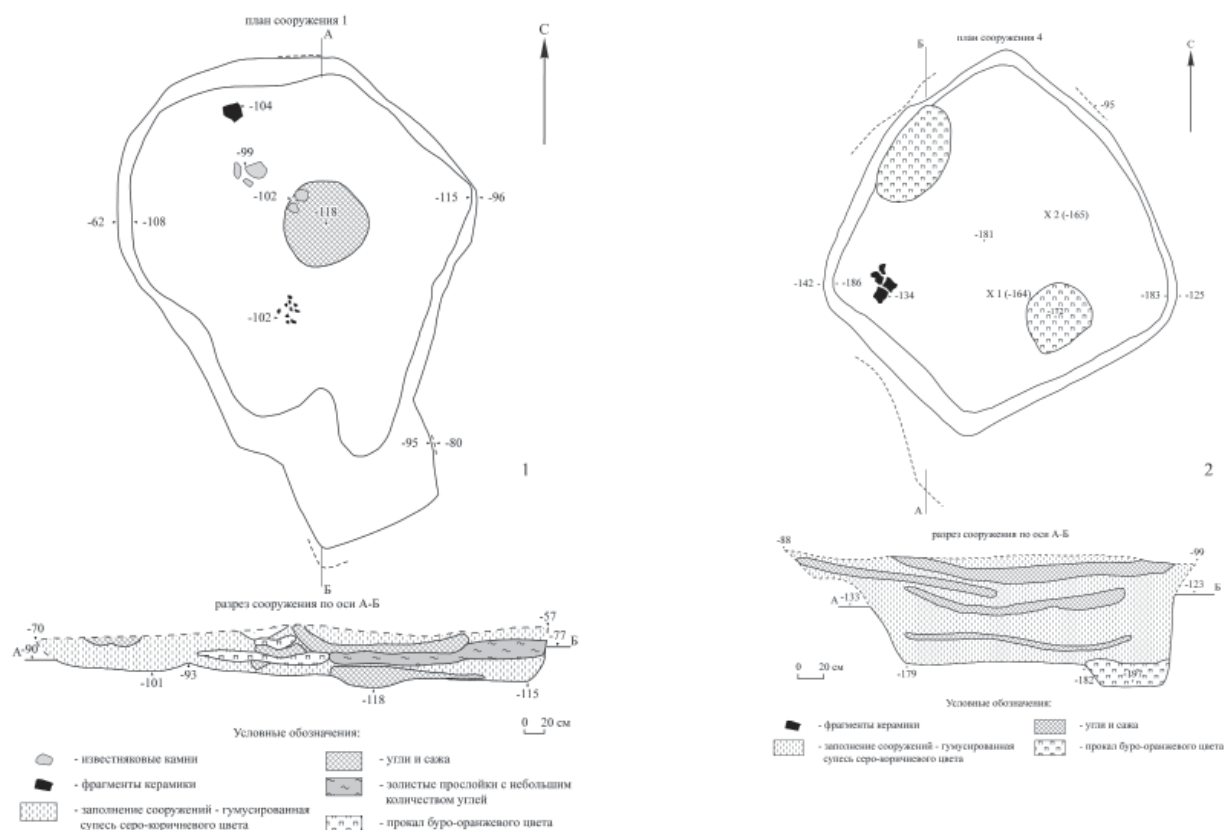 план сооружения 1
А
С
-104
-99
-102
-118
-115
-96
-62
-108
-102
-95
-80
1
Б
разрез сооружения по оси А-Б
-70
-57
А
-90
-77
Б
-101
-93
-118
-115
0 20 см
Условные обозначения:
- известняковые камни
- фрагменты керамики
- заполнение сооружений - гумусированная
супесь серо-коричневого цвета
- угли и сажа
- золистые прослойки с небольшим
количеством углей
- прокал буро-оранжевого цвета
план сооружения 4
Б
С
-95
Х 2 (-165)
-181
-142
-186
-134
Х 1 (-164)
-172
-183
-125
2
А
разрез сооружения по оси А-Б
-88
-99
-133
А
-123
Б
0 20 см
-179
-182
-197
Условные обозначения:
- фрагменты керамики
- заполнение сооружений - гумусированная
супесь серо-коричневого цвета
- угли и сажа
- прокал буро-оранжевого цвета